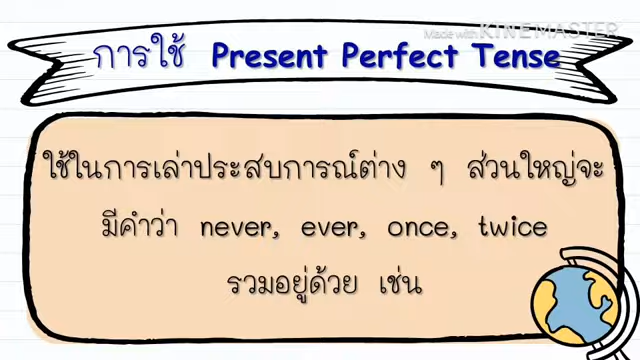 Made with KINEMASTER
การใช้ Present Perfect Tense
ใช้ในการเล่าประสบการณ์ต่าง ๆ ส่วนใหญ่จะ
มีคำว่า never, ever, once, twice
รวมอยู่ด้วย เช่น